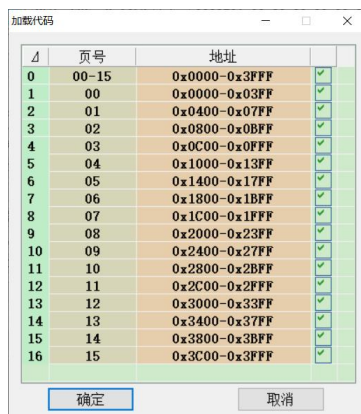 加载代码
⊿ 页号 地址
0 00-15 0x0000-0x3FFF
1 00 0x0000-0x03FF
2 01 0x0400-0x07FF
3 02 0x0800-0x0BFF
4 03 0x0C00-0x0FFF
5 04 0x1000-0x13FF
6 05 0x1400-0x17FF
7 06 0x1800-0x1BFF
8 07 0x1C00-0x1FFF
9 08 0x2000-0x23FF
10 09 0x2400-0x27FF
11 10 0x2800-0x2BFF
12 11 0x2C00-0x2FFF
13 12 0x3000-0x33FF
14 13 0x3400-0x37FF
15 14 0x3800-0x3BFF
16 15 0x3C00-0x3FFF
确定 取消